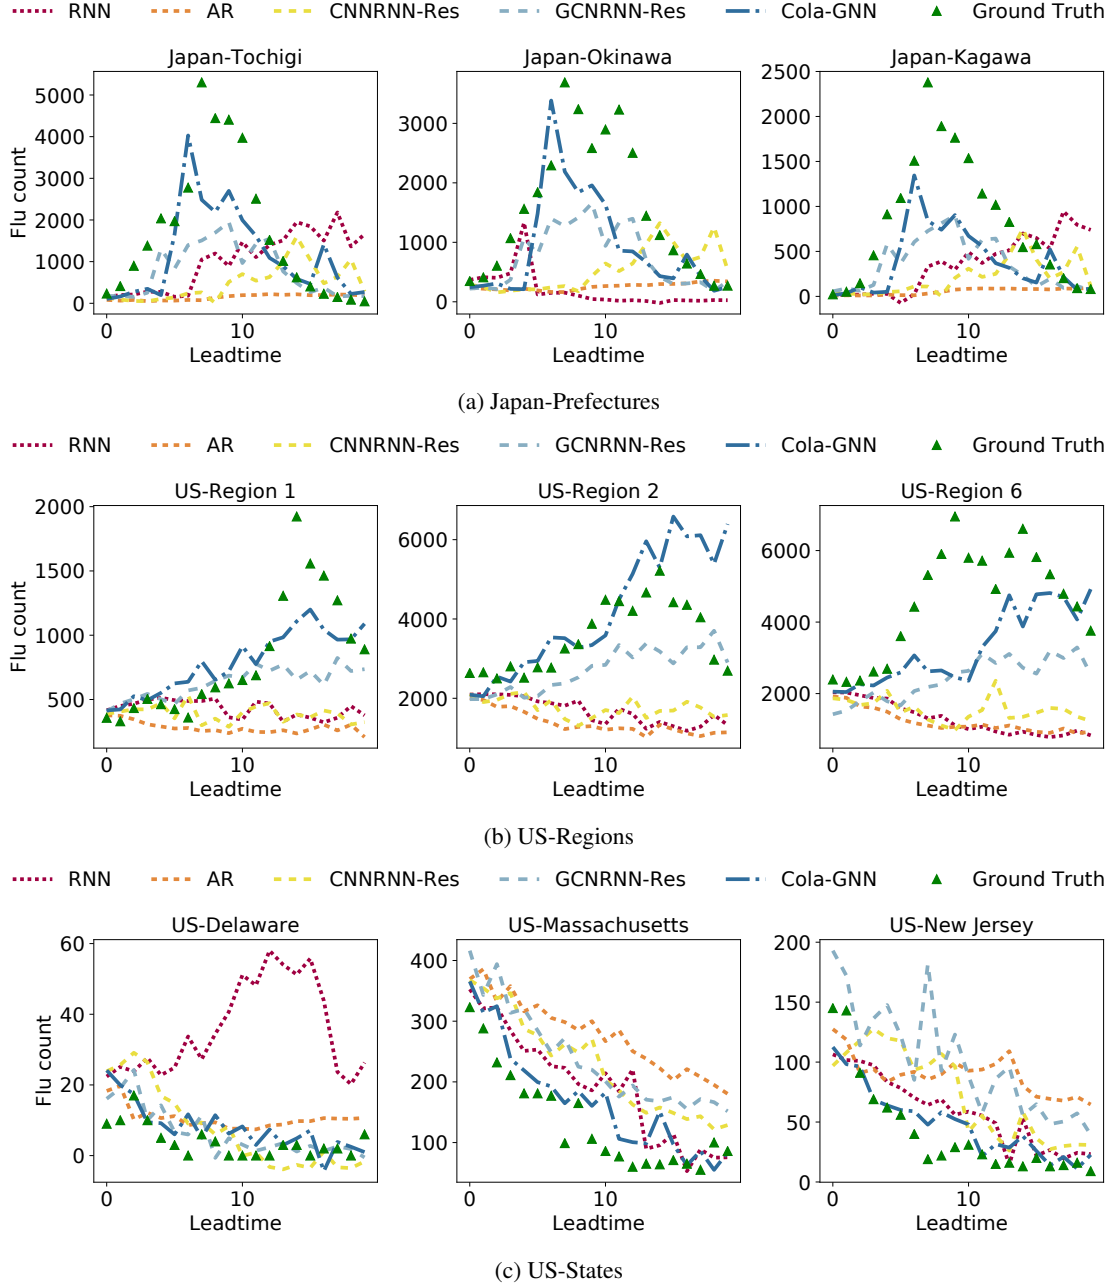 RNN AR CNNRNN-Res GCNRNN-Res Cola-GNN Ground Truth
Japan-Tochigi Japan-Okinawa Japan-Kagawa
Flu count
5000
4000
3000
2000
1000
0
0 10
Leadtime
3000
2000
1000
0
0 10
Leadtime
2500
2000
1500
1000
500
0
0 10
Leadtime
(a) Japan-Prefectures
RNN AR CNNRNN-Res GCNRNN-Res Cola-GNN Ground Truth
US-Region 1 US-Region 2 US-Region 6
Flu count
2000
1500
1000
500
0 10
Leadtime
6000
4000
2000
0 10
Leadtime
6000
4000
2000
0 10
Leadtime
(b) US-Regions
RNN AR CNNRNN-Res GCNRNN-Res Cola-GNN Ground Truth
US-Delaware US-Massachusetts US-New Jersey
Flu count
60
40
20
0
0 10
Leadtime
400
300
200
100
0 10
Leadtime
200
150
100
50
0
0 10
Leadtime
(c) US-States